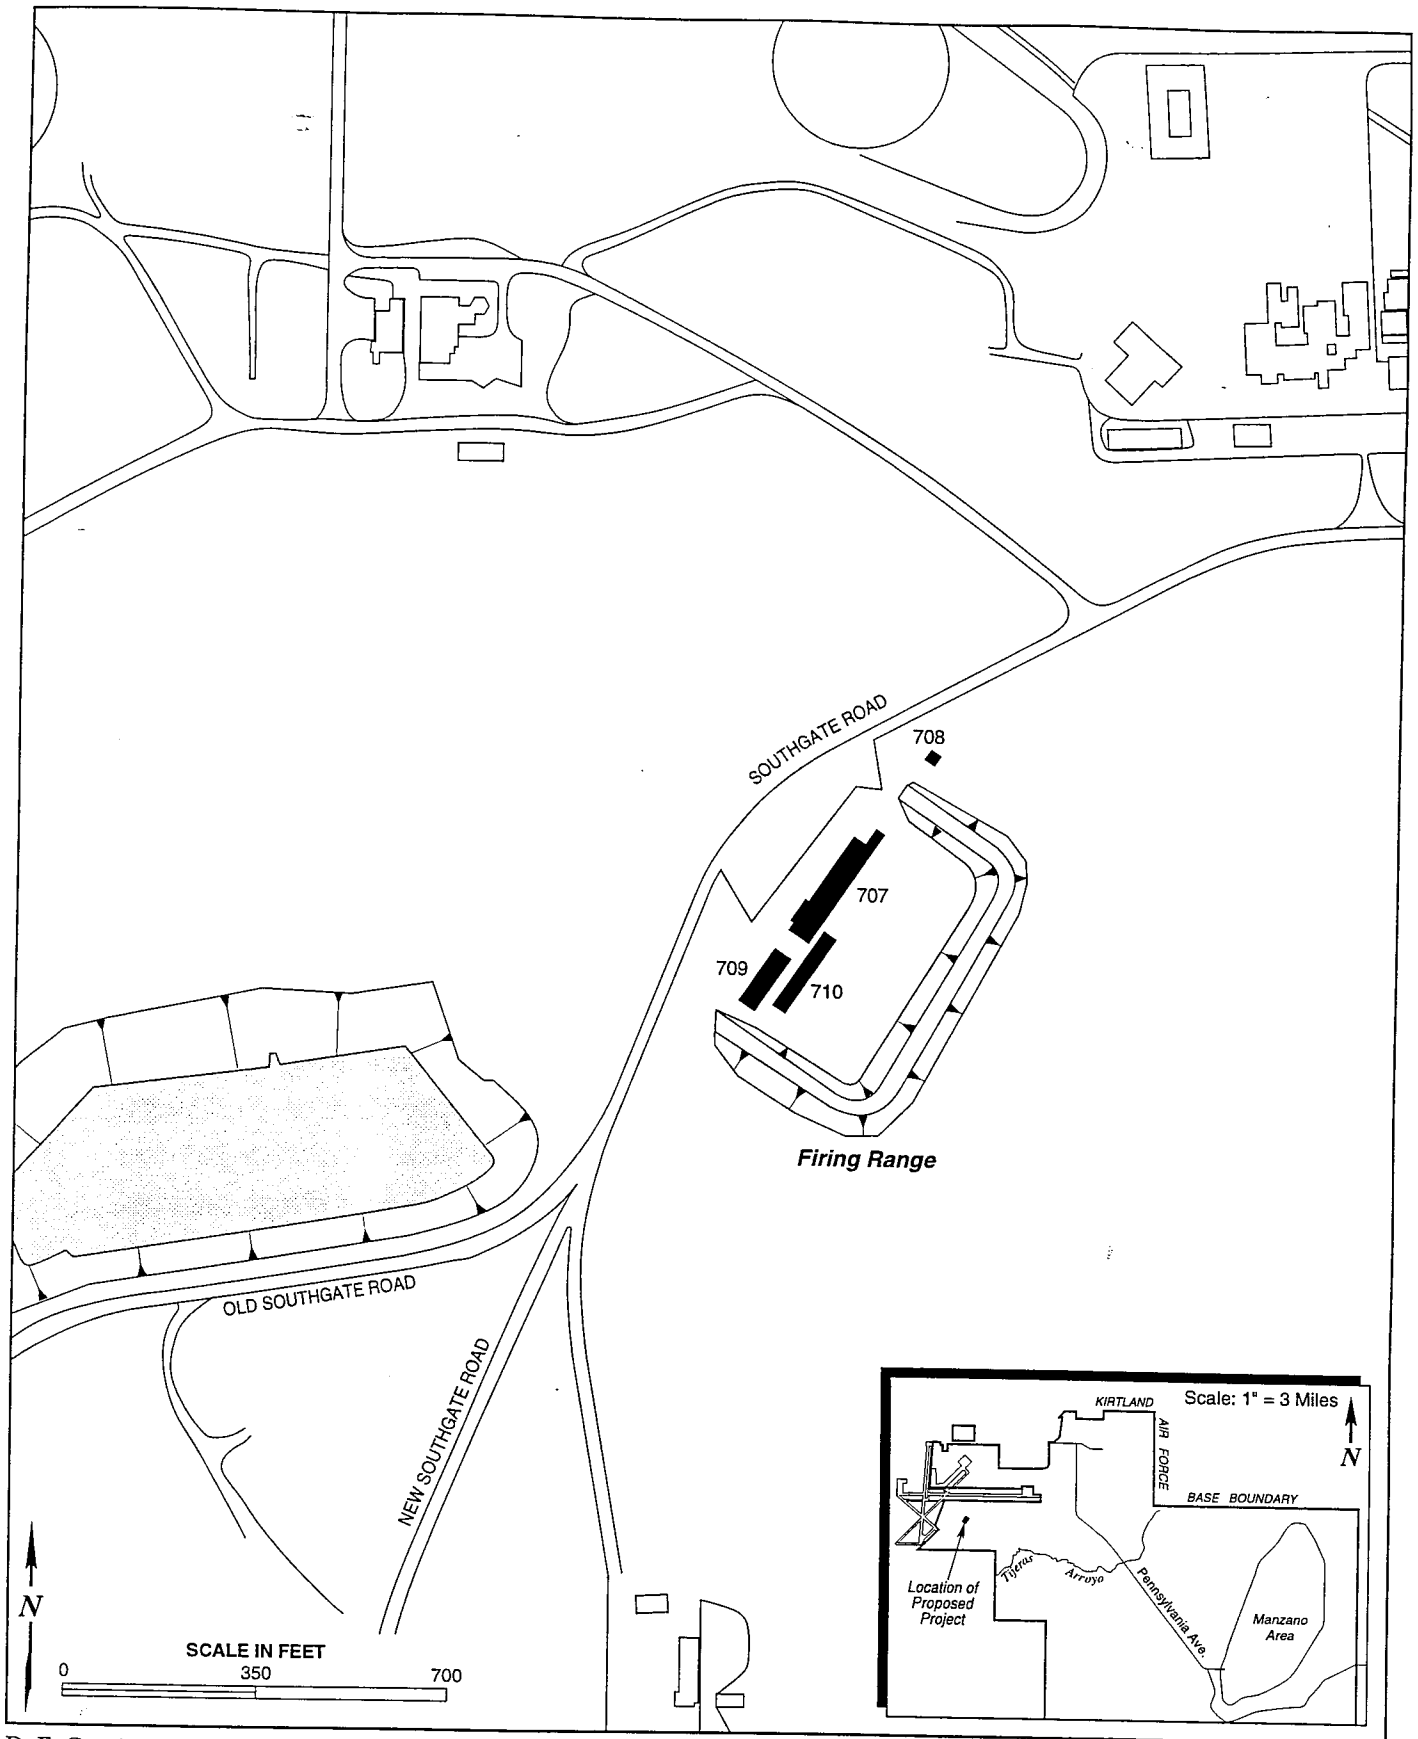 SOUTHGATE ROAD
708
707
709
710
Firing Range
OLD SOUTHGATE ROAD
NEW SOUTHGATE ROAD
N
SCALE IN FEET
0 350 700
KIRTLAND
AIR FORCE
BASE BOUNDARY
Scale: 1" = 3 Miles
N
Location of
Proposed
Project
Tijeras Arroyo
Pennsylvania Ave.
Manzano
Area